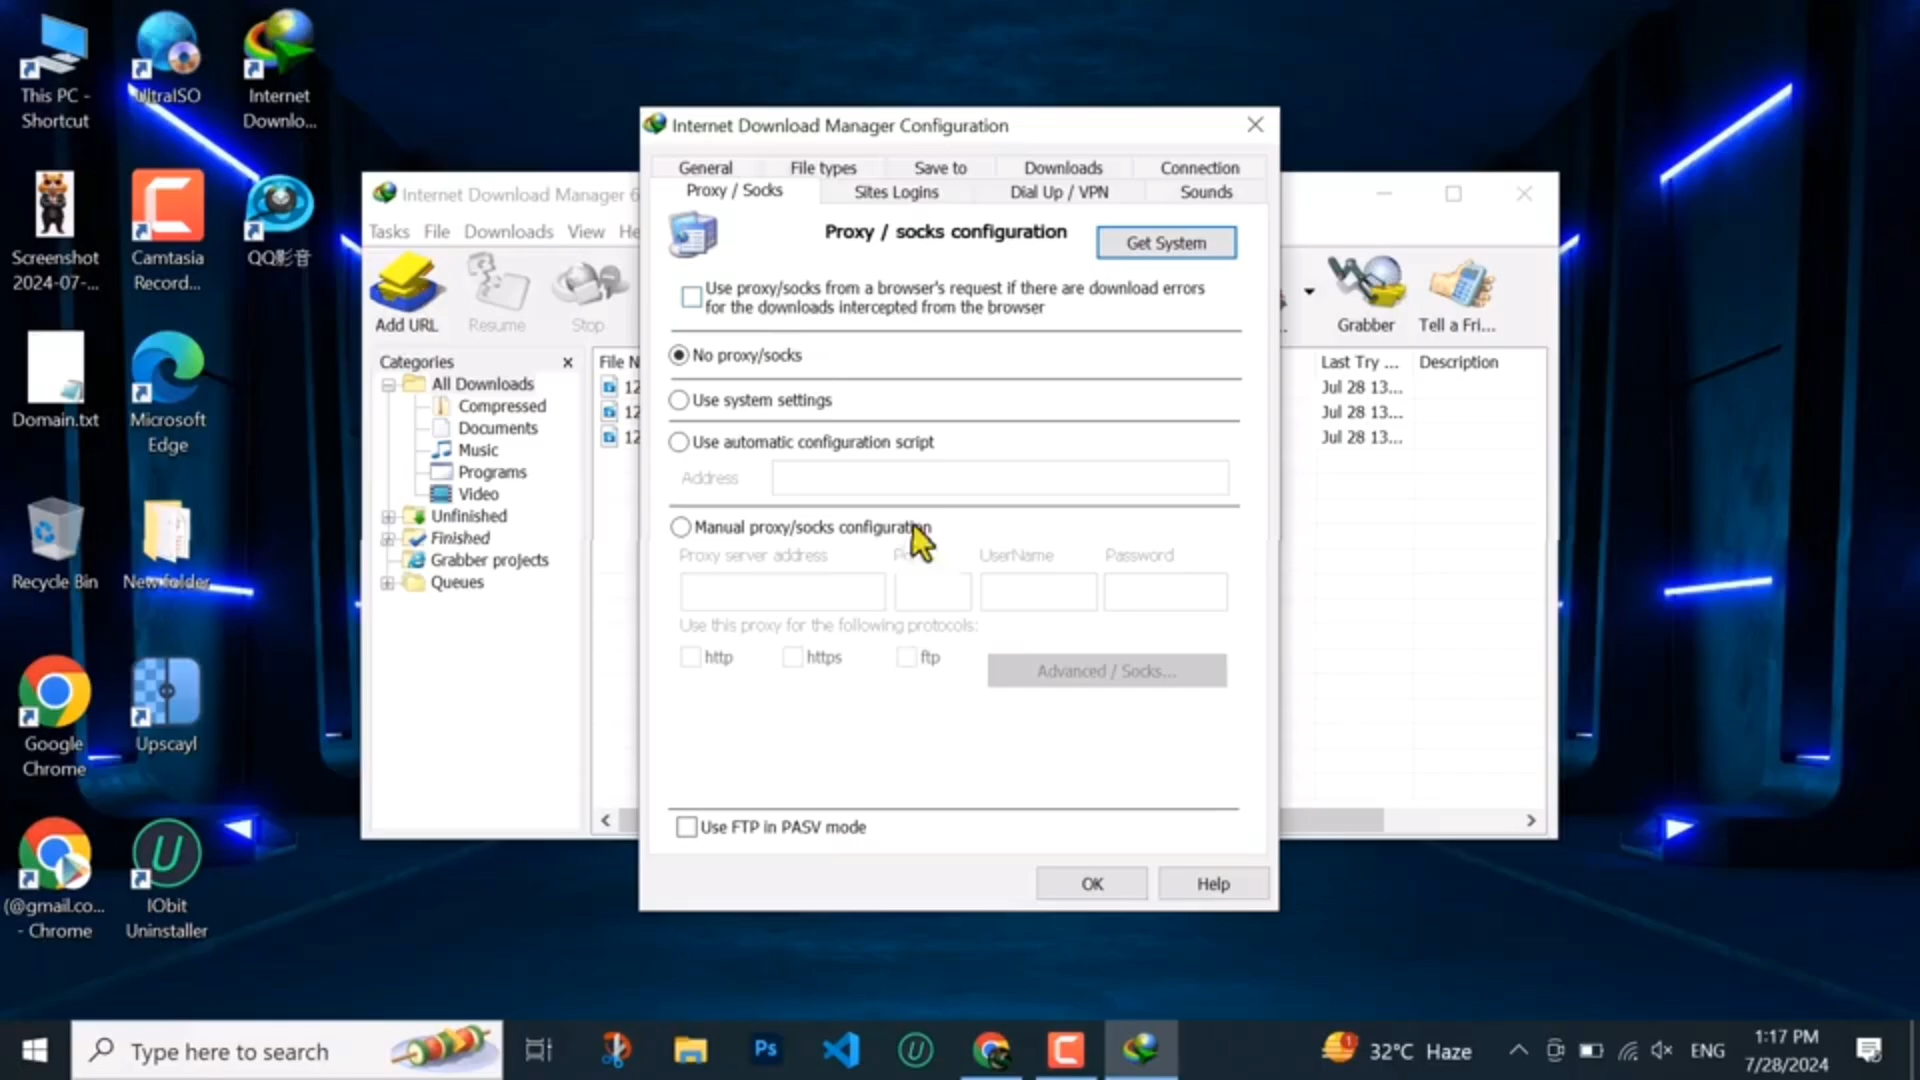 This PC -
Shortcut
UltraISO
Internet
Downlo...
Screenshot
2024-07-...
Camtasia
Record...
QQ影音
Domain.txt
Microsoft
Edge
Recycle Bin
New folder
Google
Chrome
Upscayl
(@gmail.co...
- Chrome
IObit
Uninstaller
Internet Download Manager 6
Tasks File Downloads View He
Add URL
Resume
Stop
Grabber
Tell a Fri...
Categories
All Downloads
Compressed
Documents
Music
Programs
Video
Unfinished
Finished
Grabber projects
Queues
File N
12
12
12
Last Try ... Description
Jul 28 13...
Jul 28 13...
Jul 28 13...
Internet Download Manager Configuration
General File types Save to Downloads Connection
Proxy / Socks Sites Logins Dial Up / VPN Sounds
Proxy / socks configuration
Get System
Use proxy/socks from a browser's request if there are download errors
for the downloads intercepted from the browser
No proxy/socks
Use system settings
Use automatic configuration script
Address
Manual proxy/socks configuration
Proxy server address UserName Password
Use this proxy for the following protocols:
http https ftp
Advanced / Socks...
Use FTP in PASV mode
OK Help
Type here to search
Ps
1
32°C Haze
ENG
1:17 PM
7/28/2024